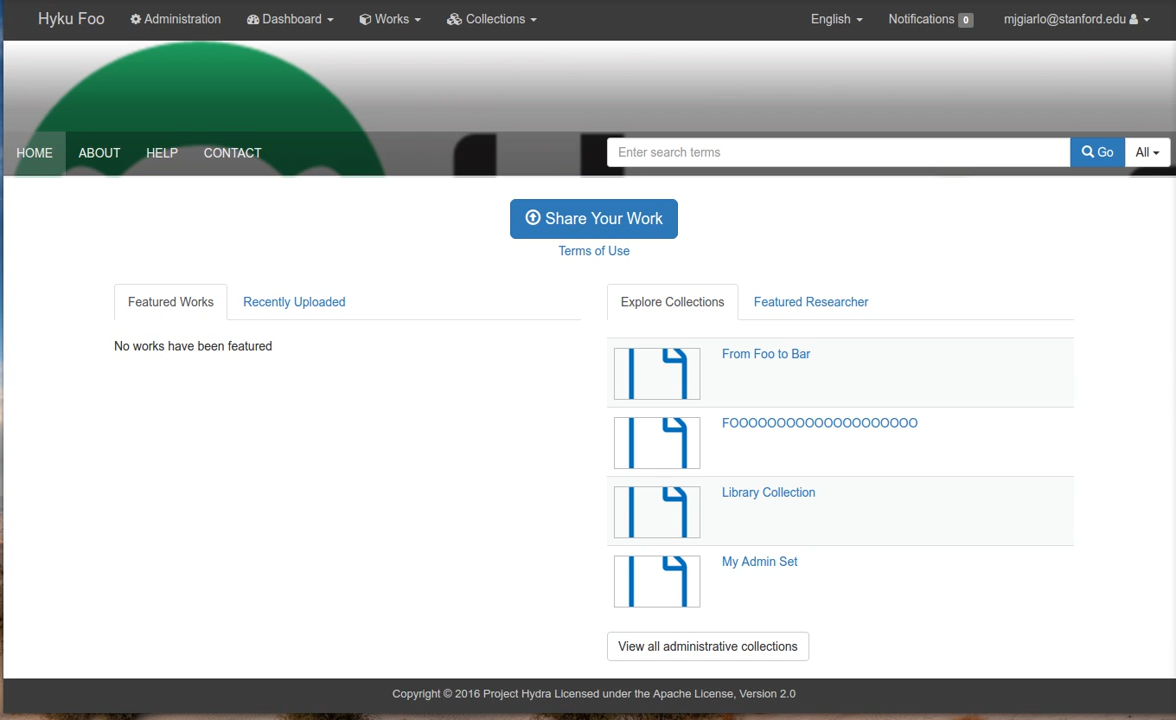 Hyku Foo Administration Dashboard Works Collections English Notifications 0 mjgiarlo@stanford.edu
HOME ABOUT HELP CONTACT Enter search terms Go All
Share Your Work
Terms of Use
Featured Works Recently Uploaded
No works have been featured
Explore Collections Featured Researcher
From Foo to Bar
FOOOOOOOOOOOOOOOOOOOO
Library Collection
My Admin Set
View all administrative collections
Copyright © 2016 Project Hydra Licensed under the Apache License, Version 2.0